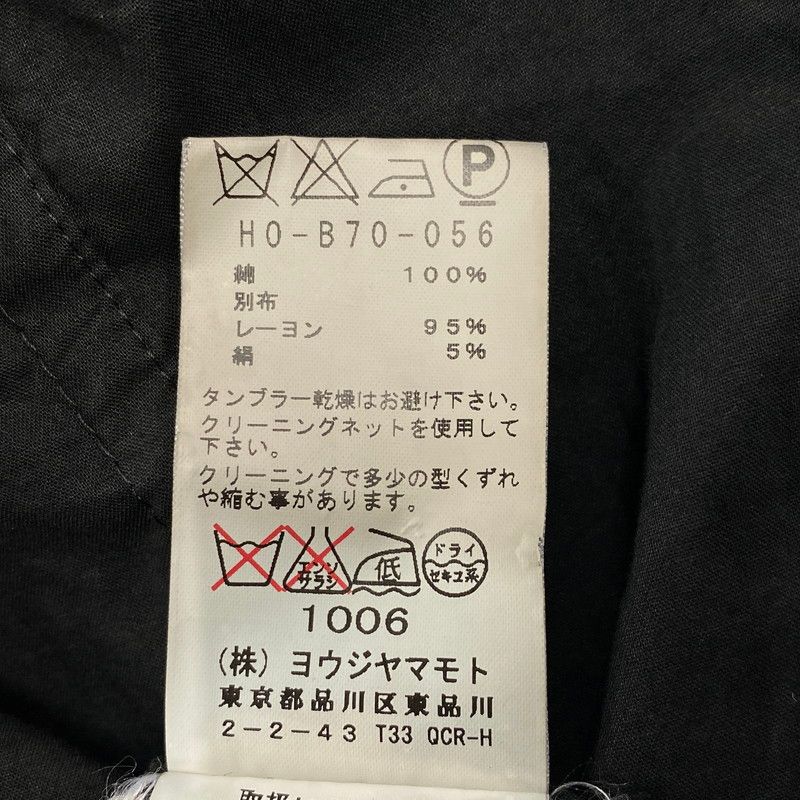 P
H0-B70-056
綿 100%
別布
レーヨン 95%
絹 5%
タンブラー乾燥はお避け下さい。
クリーニングネットを使用して
下さい。
クリーニングで多少の型くずれ
や縮む事があります。
エンソ サラシ 低 ドライ セキユ系
1006
(株) ヨウジヤマモト
東京都品川区東品川
2-2-43 T33 QCR-H